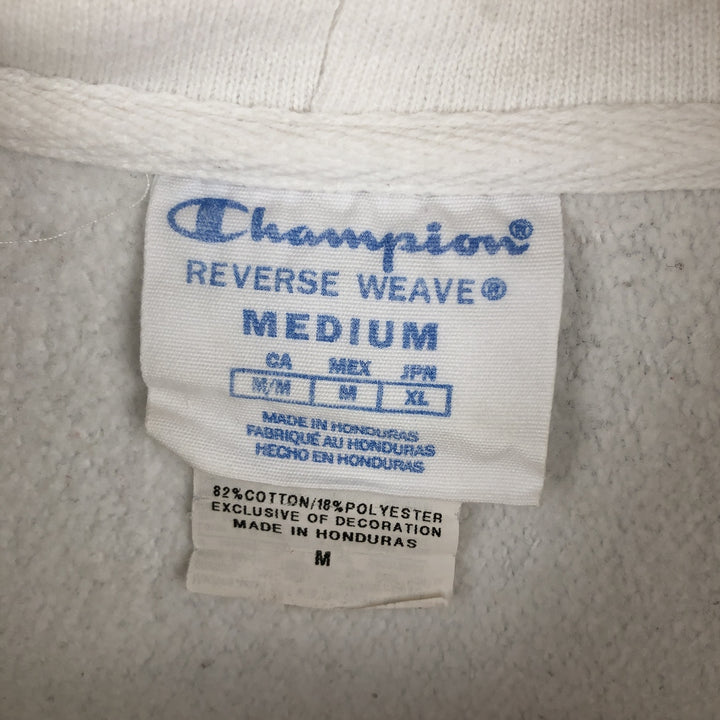 Champion®
REVERSE WEAVE®
MEDIUM
CA MEX JPN
M/M M XL
MADE IN HONDURAS
FABRIQUÉ AU HONDURAS
HECHO EN HONDURAS
82%COTTON/18%POLYESTER
EXCLUSIVE OF DECORATION
MADE IN HONDURAS
M